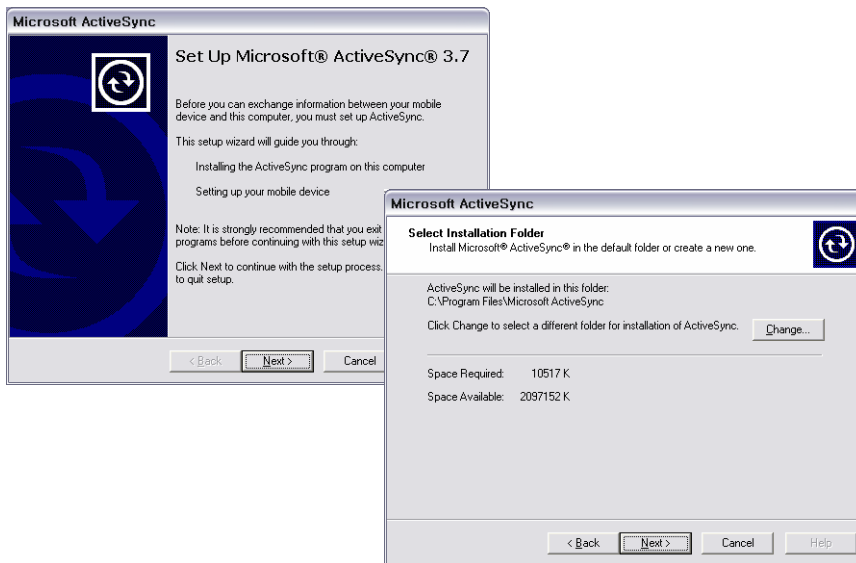 Microsoft ActiveSync
Set Up Microsoft® ActiveSync® 3.7
Before you can exchange information between your mobile
device and this computer, you must set up ActiveSync.
This setup wizard will guide you through:
Installing the ActiveSync program on this computer
Setting up your mobile device
Note: It is strongly recommended that you exit
programs before continuing with this setup wiz
Click Next to continue with the setup process.
to quit setup.
< Back
Next >
Cancel
Microsoft ActiveSync
Select Installation Folder
Install Microsoft® ActiveSync® in the default folder or create a new one.
ActiveSync will be installed in this folder:
C:\Program Files\Microsoft ActiveSync
Click Change to select a different folder for installation of ActiveSync.
Change...
Space Required: 10517 K
Space Available: 2097152 K
< Back
Next >
Cancel
Help